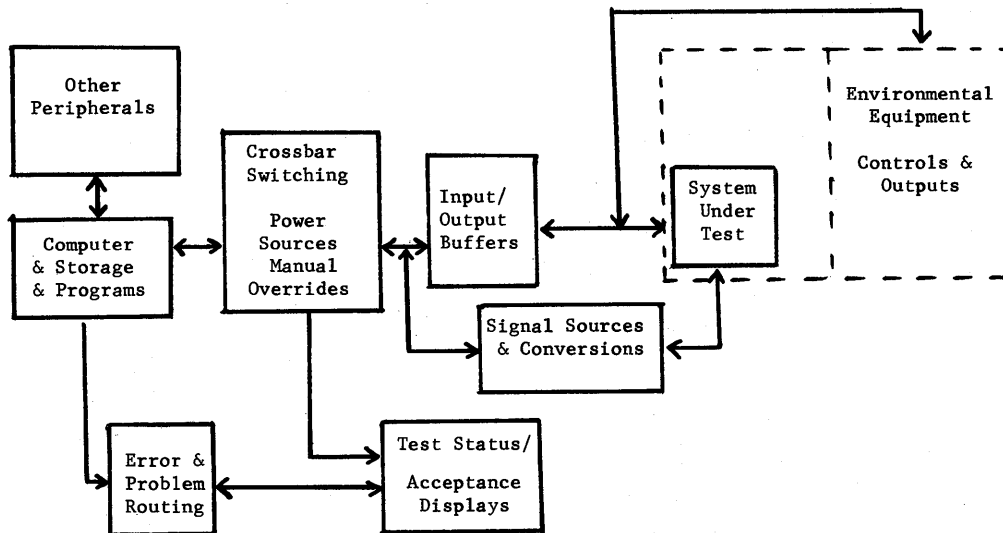 Other
Peripherals
Computer
& Storage
& Programs
Crossbar
Switching
Power
Sources
Manual
Overrides
Input/
Output
Buffers
System
Under
Test
Environmental
Equipment
Controls &
Outputs
Signal Sources
& Conversions
Error &
Problem
Routing
Test Status/
Acceptance
Displays